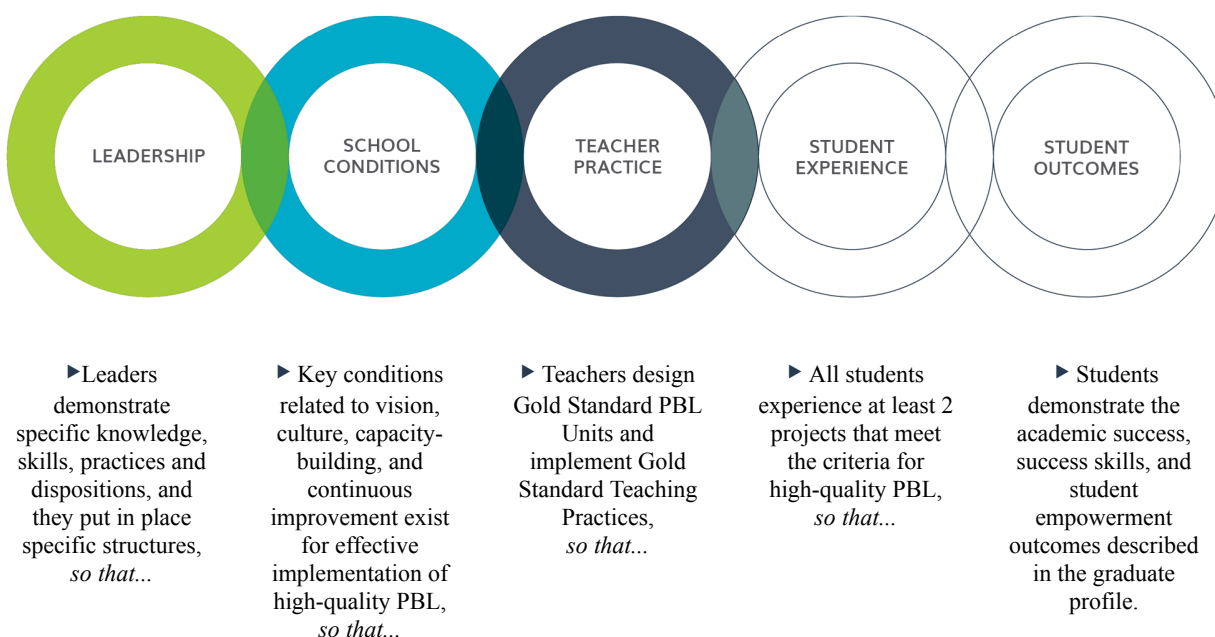 LEADERSHIP
SCHOOL
CONDITIONS
TEACHER
PRACTICE
STUDENT
EXPERIENCE
STUDENT
OUTCOMES
▶Leaders
demonstrate
specific knowledge,
skills, practices and
dispositions, and
they put in place
specific structures,
so that...
▶ Key conditions
related to vision,
culture, capacity-
building, and
continuous
improvement exist
for effective
implementation of
high-quality PBL,
so that...
▶ Teachers design
Gold Standard PBL
Units and
implement Gold
Standard Teaching
Practices,
so that...
▶ All students
experience at least 2
projects that meet
the criteria for
high-quality PBL,
so that...
▶ Students
demonstrate the
academic success,
success skills, and
student
empowerment
outcomes described
in the graduate
profile.